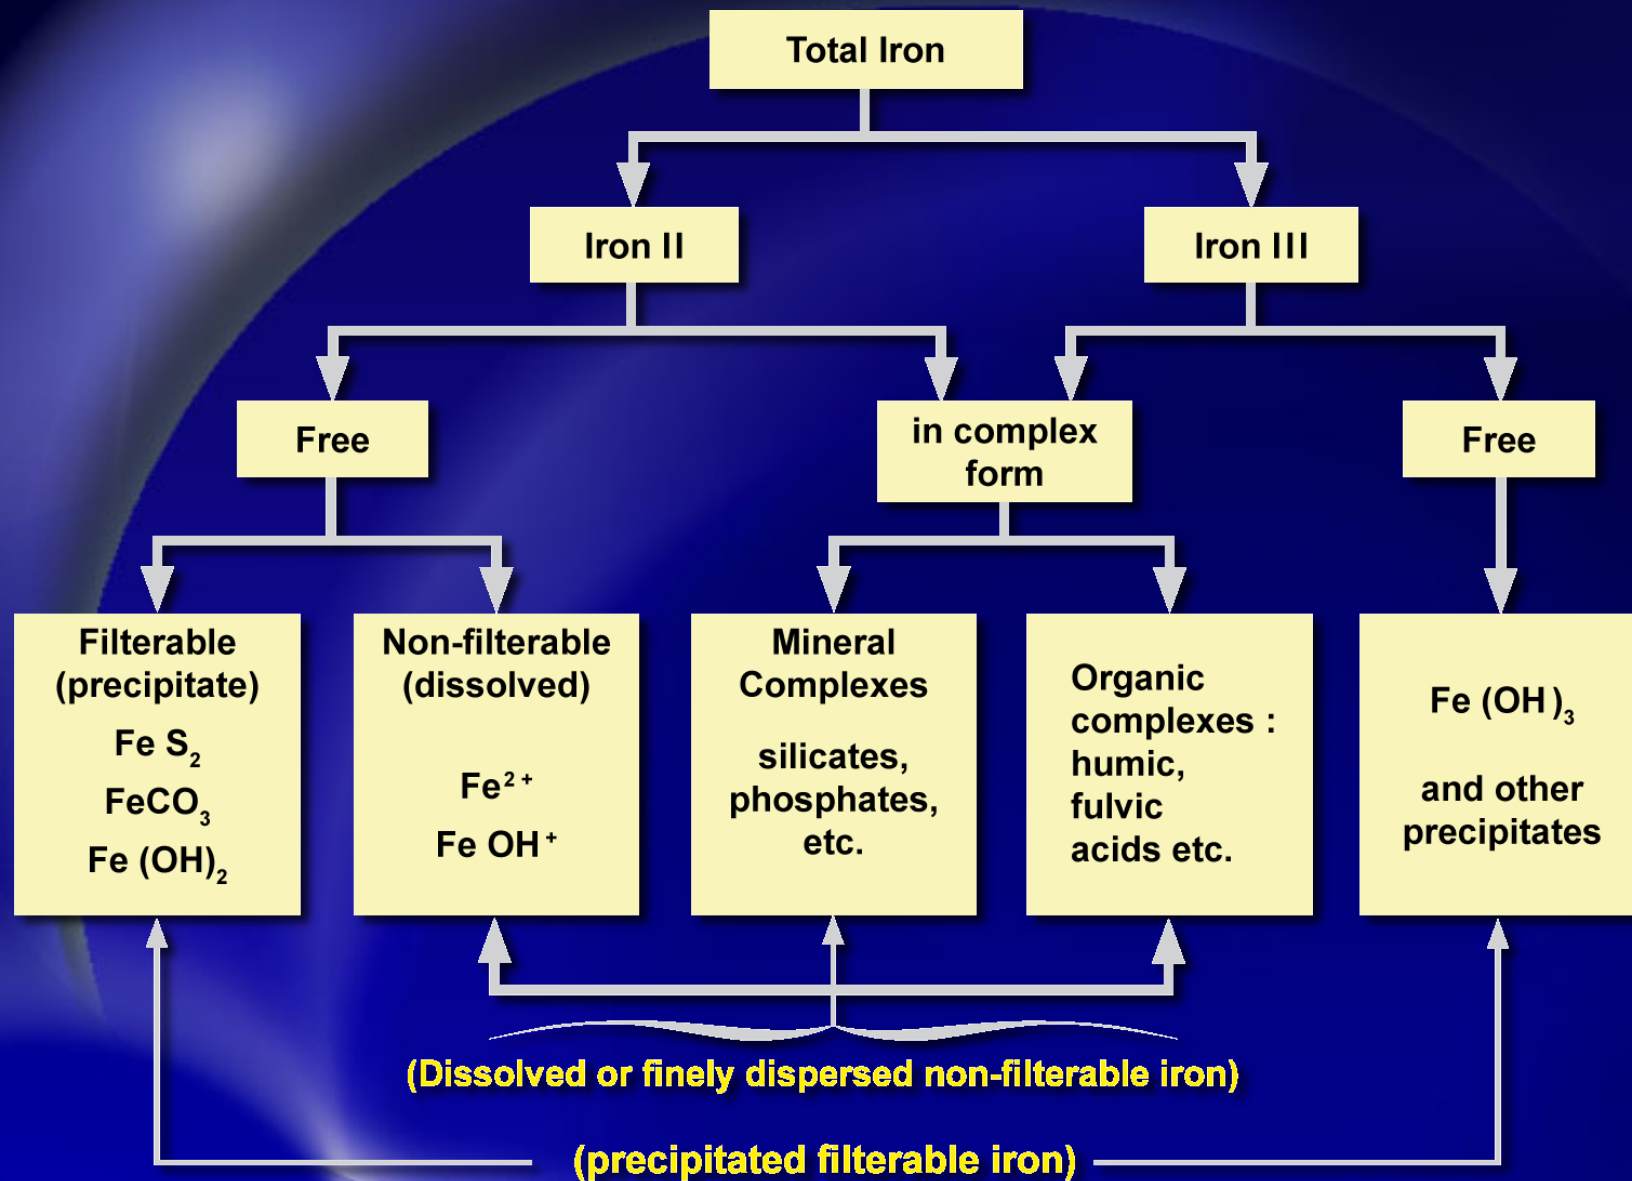 Total Iron
Iron II
Iron III
Free
in complex
form
Free
Filterable
(precipitate)
Fe S₂
FeCO₃
Fe (OH)₂
Non-filterable
(dissolved)
Fe²⁺
Fe OH⁺
Mineral
Complexes
silicates,
phosphates,
etc.
Organic
complexes :
humic,
fulvic
acids etc.
Fe (OH)₃
and other
precipitates
(Dissolved or finely dispersed non-filterable iron)
(precipitated filterable iron)